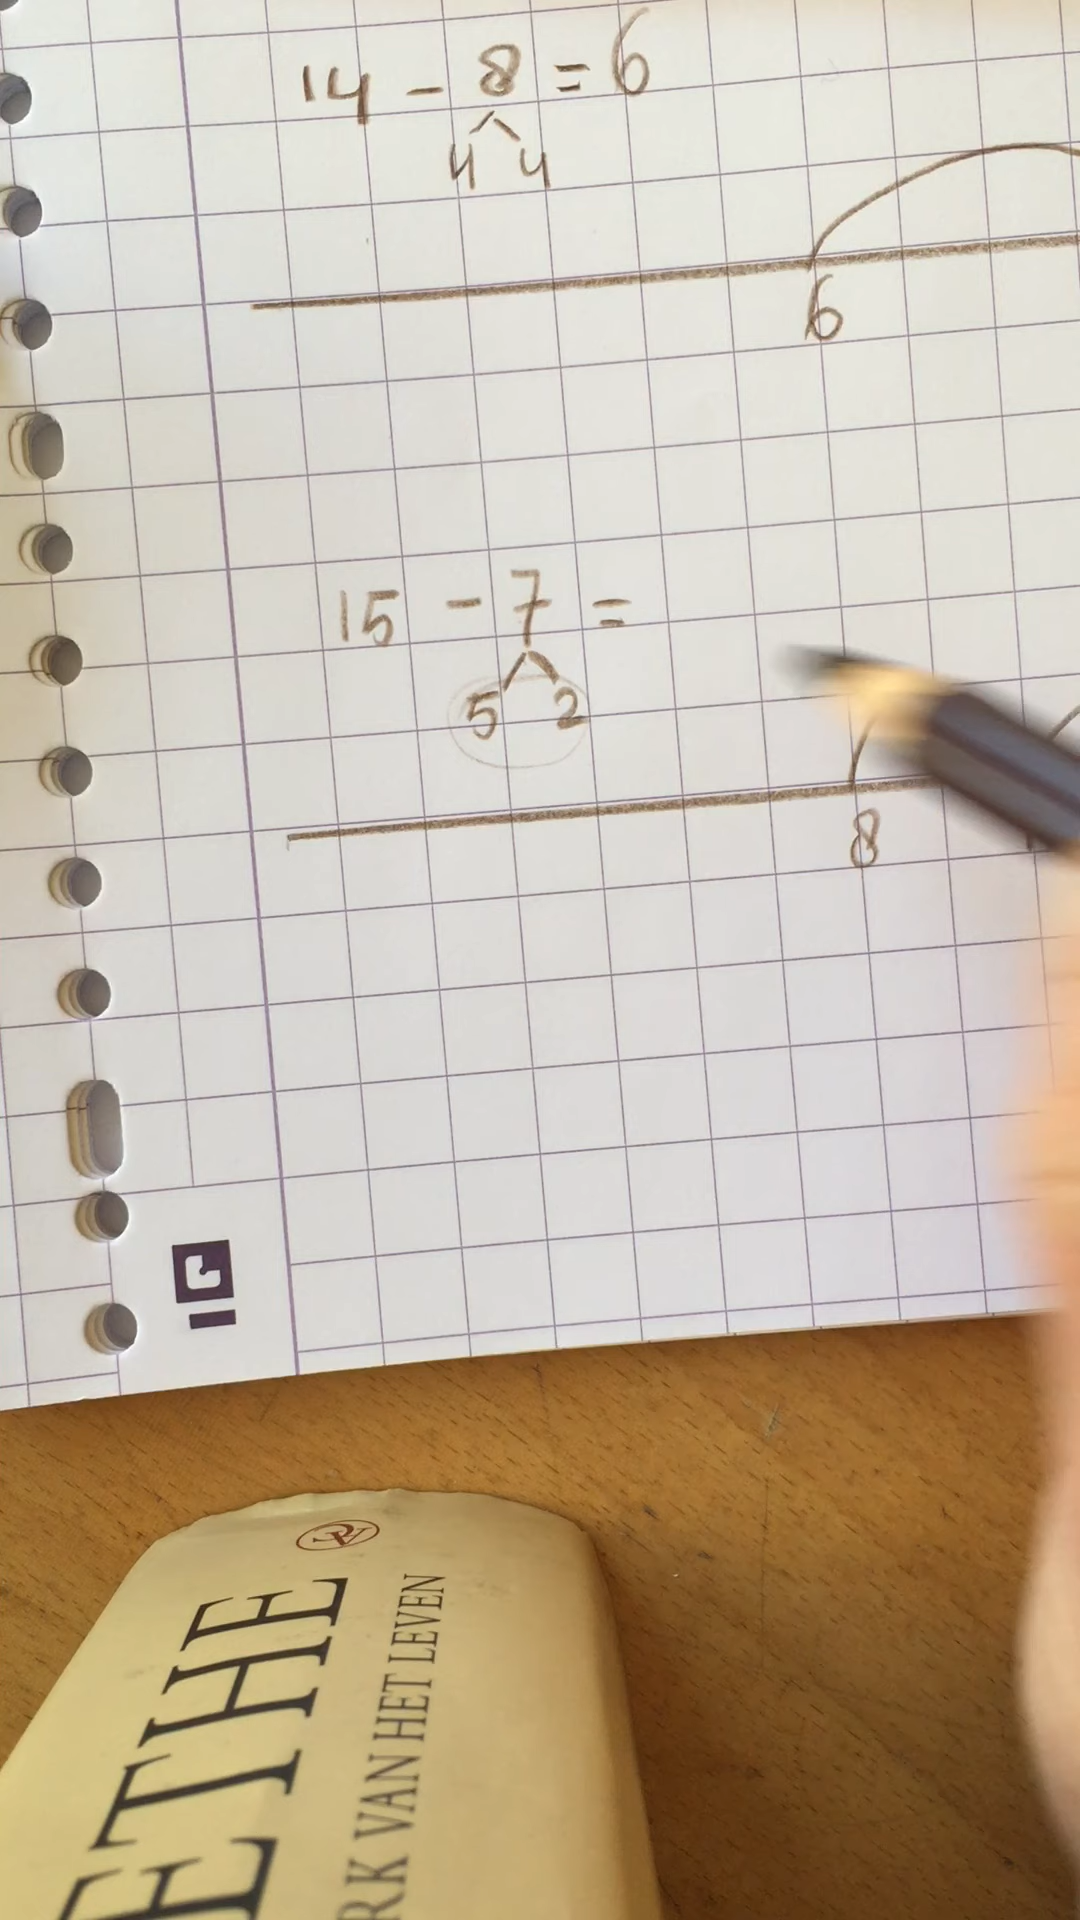 14 - 8 = 6
4 4
6
15 - 7 =
5 2
8
ETHE
RK VAN HET LEVEN